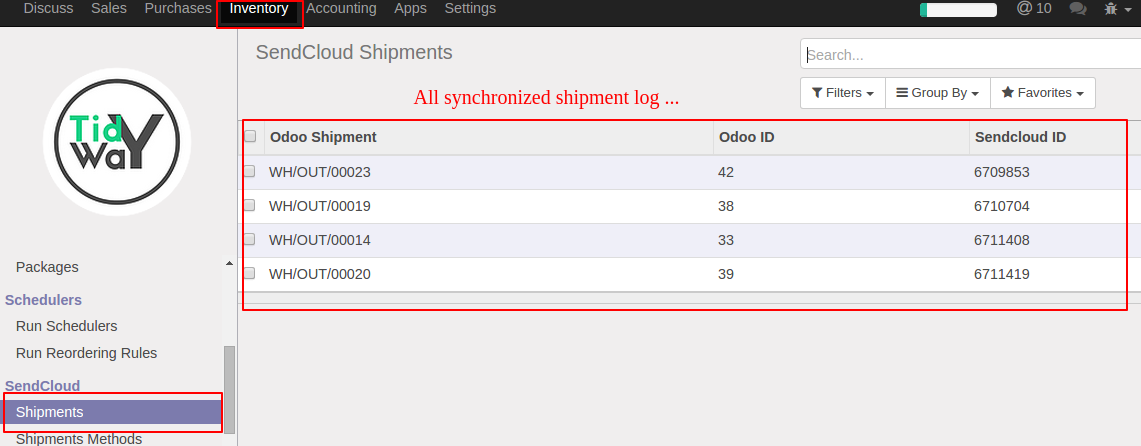 Discuss Sales Purchases Inventory Accounting Apps Settings @ 10
SendCloud Shipments
Search...
All synchronized shipment log ...
Filters Group By Favorites
Tid
Way
Odoo Shipment Odoo ID Sendcloud ID
WH/OUT/00023 42 6709853
WH/OUT/00019 38 6710704
WH/OUT/00014 33 6711408
WH/OUT/00020 39 6711419
Packages
Schedulers
Run Schedulers
Run Reordering Rules
SendCloud
Shipments
Shipments Methods